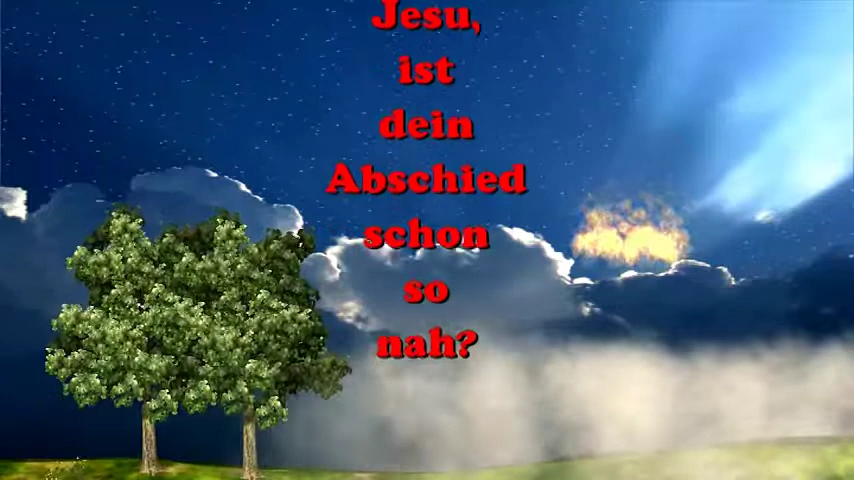 Jesu,
ist
dein
Abschied
schon
so
nah?